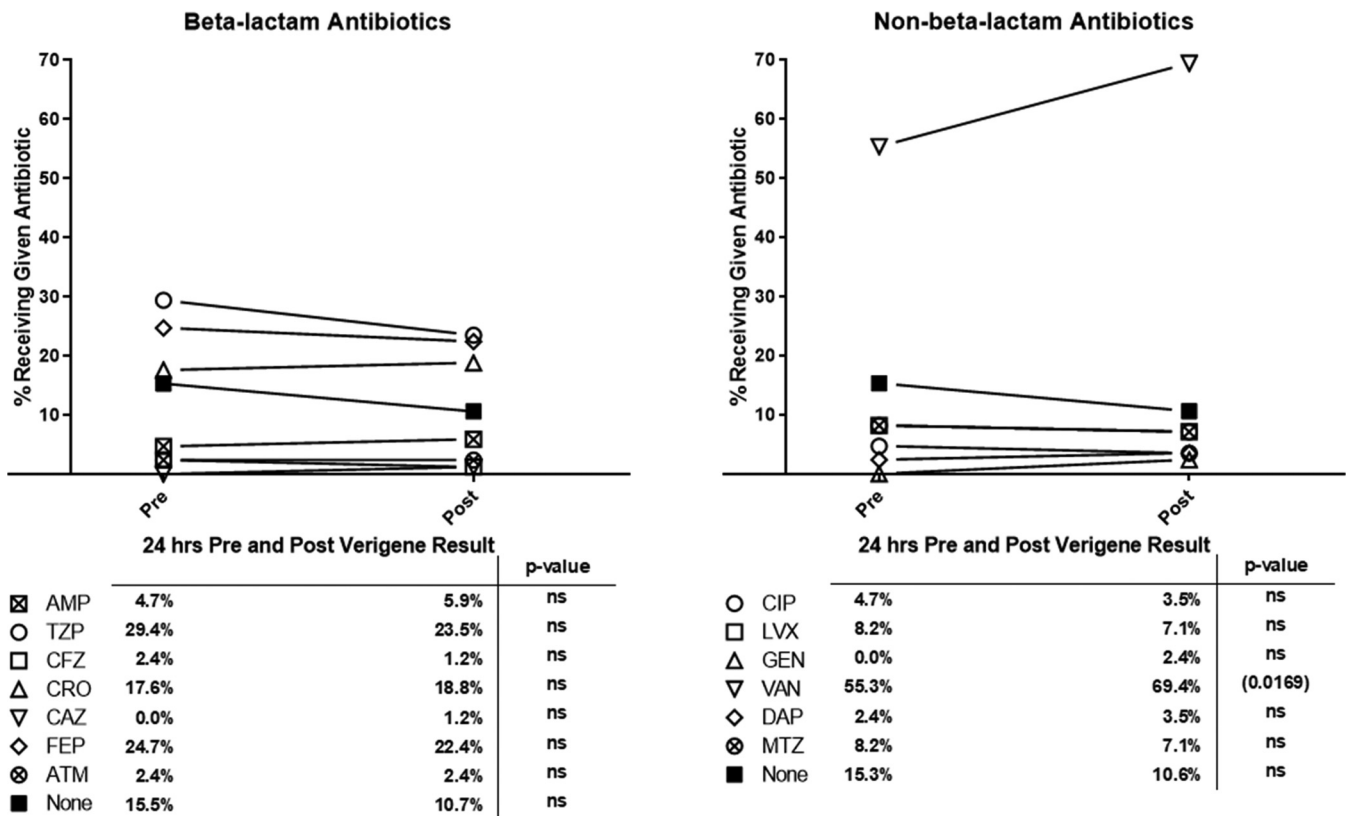 Beta-lactam Antibiotics
% Receiving Given Antibiotic
70
60
50
40
30
20
10
Pre
Post
24 hrs Pre and Post Verigene Result
p-value
AMP 4.7% 5.9% ns
TZP 29.4% 23.5% ns
CFZ 2.4% 1.2% ns
CRO 17.6% 18.8% ns
CAZ 0.0% 1.2% ns
FEP 24.7% 22.4% ns
ATM 2.4% 2.4% ns
None 15.5% 10.7% ns
Non-beta-lactam Antibiotics
% Receiving Given Antibiotic
70
60
50
40
30
20
10
Pre
Post
24 hrs Pre and Post Verigene Result
p-value
CIP 4.7% 3.5% ns
LVX 8.2% 7.1% ns
GEN 0.0% 2.4% ns
VAN 55.3% 69.4% (0.0169)
DAP 2.4% 3.5% ns
MTZ 8.2% 7.1% ns
None 15.3% 10.6% ns